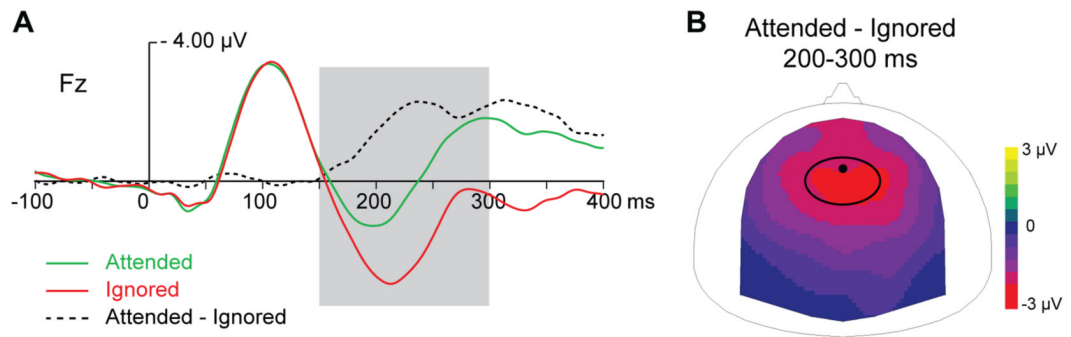 A
- 4.00 µV
Fz
-100 0 100 200 300 400 ms
Attended
Ignored
Attended - Ignored
B
Attended - Ignored
200-300 ms
3 µV
0
-3 µV